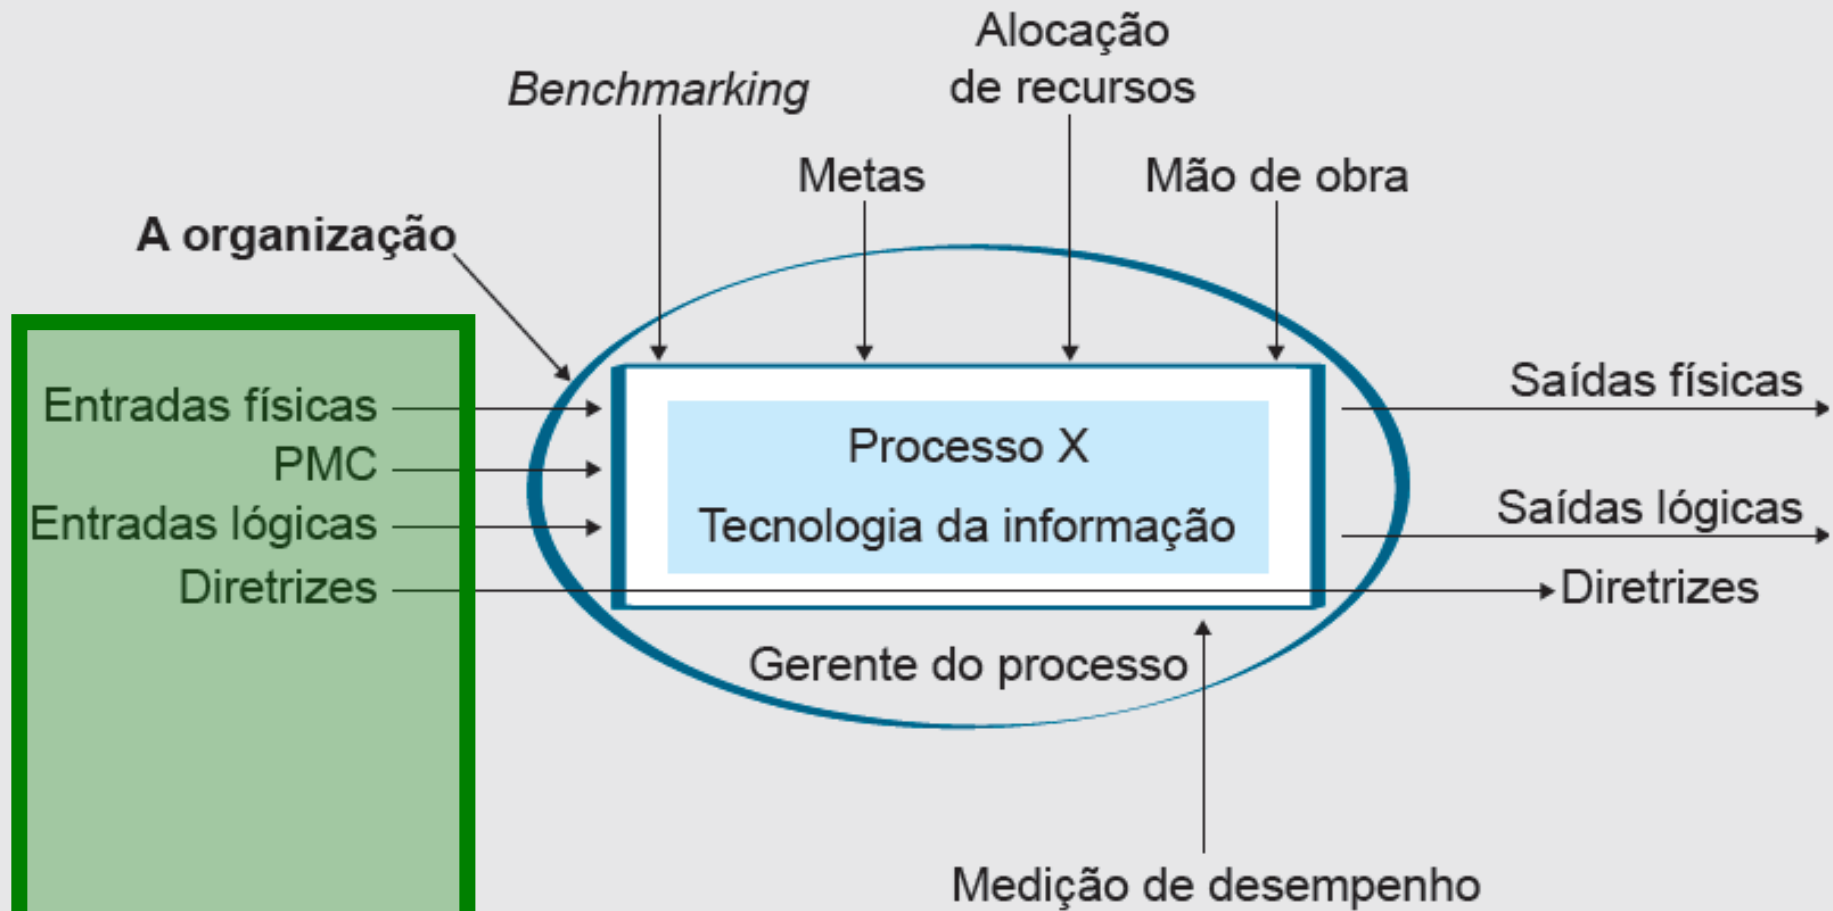 Alocação
de recursos
Benchmarking
Metas
Mão de obra
A organização
Entradas físicas
PMC
Entradas lógicas
Diretrizes
Processo X
Tecnologia da informação
Saídas físicas
Saídas lógicas
Diretrizes
Gerente do processo
Medição de desempenho